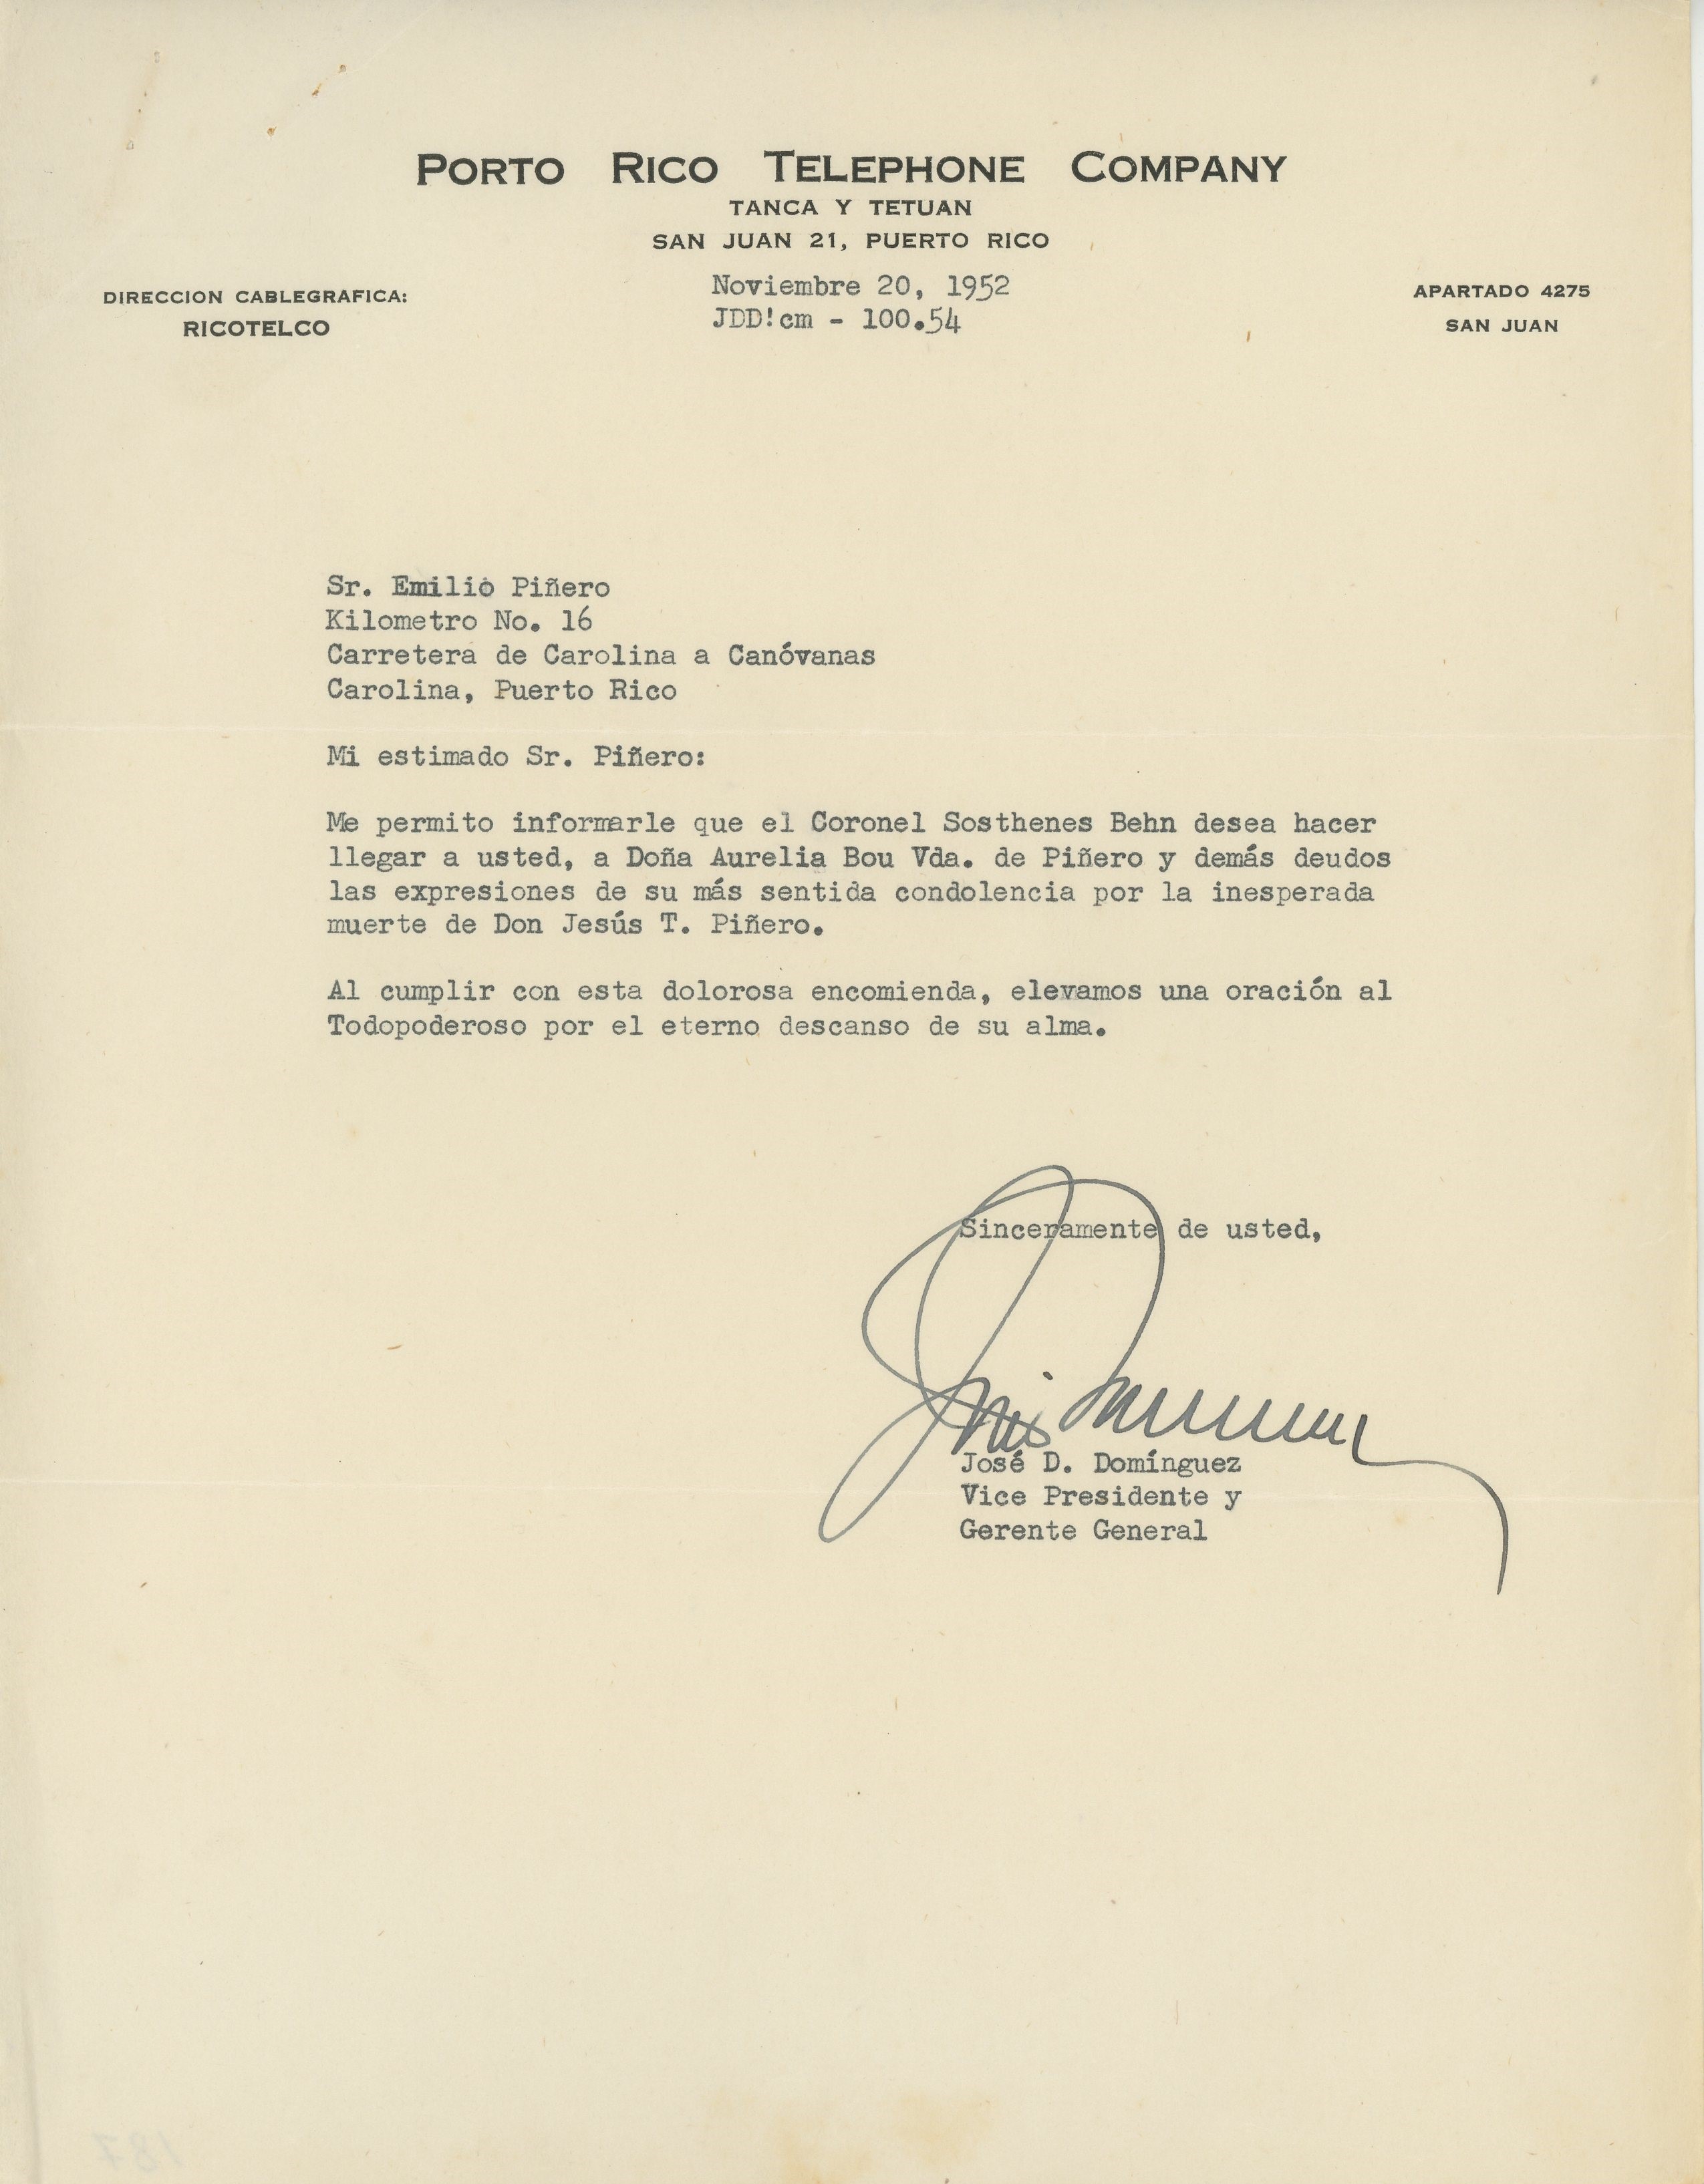 PORTO RICO TELEPHONE COMPANY
TANCA Y TETUAN
SAN JUAN 21, PUERTO RICO
DIRECCION CABLEGRAFICA:
RICOTELCO
Noviembre 20, 1952
JDD!cm - 100.54
APARTADO 4275
SAN JUAN
Sr. Emilio Piñero
Kilometro No. 16
Carretera de Carolina a Canóvanas
Carolina, Puerto Rico
Mi estimado Sr. Piñero:
Me permito informarle que el Coronel Sosthenes Behn desea hacer
llegar a usted, a Doña Aurelia Bou Vda. de Piñero y demás deudos
las expresiones de su más sentida condolencia por la inesperada
muerte de Don Jesús T. Piñero.
Al cumplir con esta dolorosa encomienda, elevamos una oración al
Todopoderoso por el eterno descanso de su alma.
Sinceramente de usted,
José D. Domínguez
Vice Presidente y
Gerente General